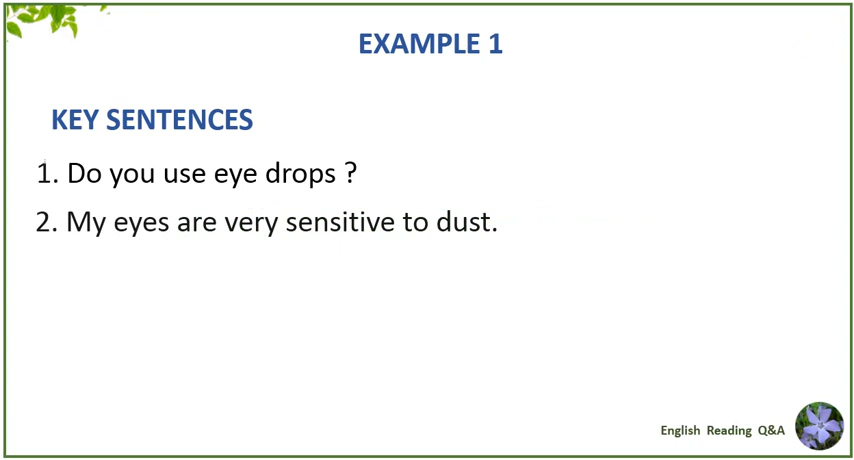 EXAMPLE 1
KEY SENTENCES
1. Do you use eye drops ?
2. My eyes are very sensitive to dust.
English Reading Q&A